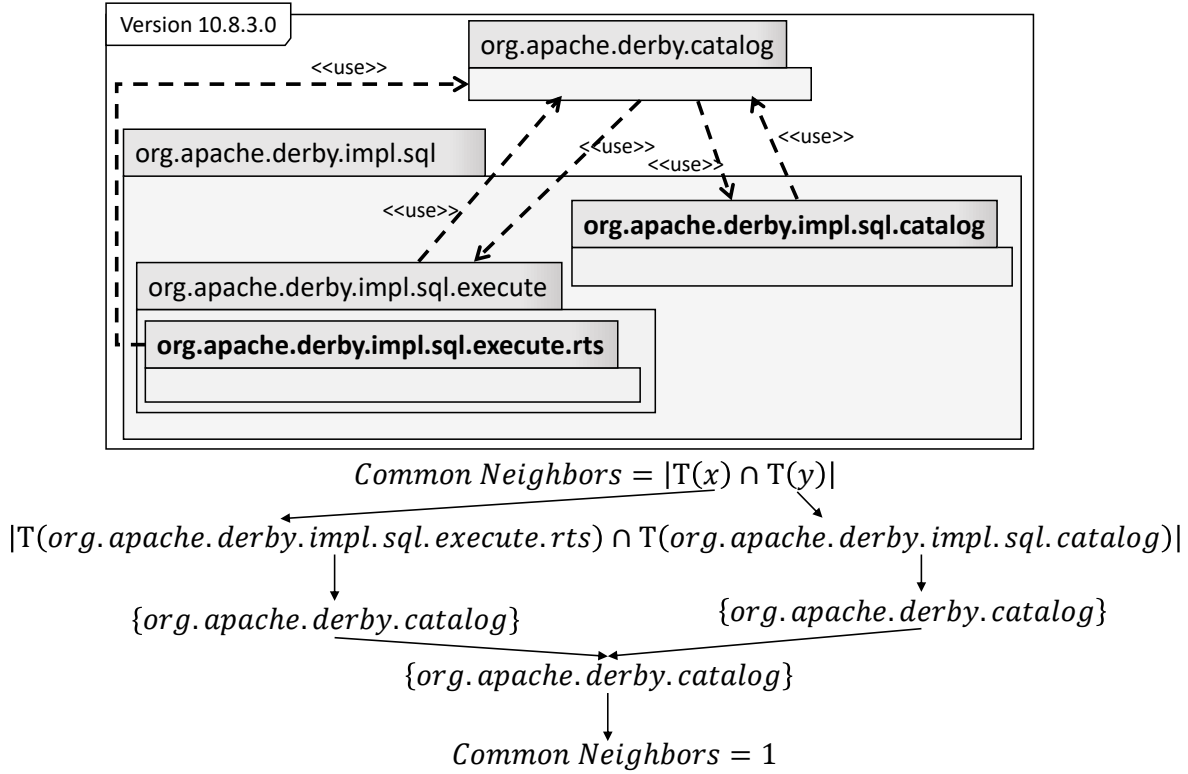 Version 10.8.3.0
org.apache.derby.catalog
<<use>>
org.apache.derby.impl.sql
<<use>>
<<use>>
<<use>>
<<use>>
org.apache.derby.impl.sql.catalog
org.apache.derby.impl.sql.execute
org.apache.derby.impl.sql.execute.rts
Common Neighbors = |T(x) ∩ T(y)|
|T(org.apache.derby.impl.sql.execute.rts) ∩ T(org.apache.derby.impl.sql.catalog)|
{org.apache.derby.catalog} {org.apache.derby.catalog}
{org.apache.derby.catalog}
Common Neighbors = 1